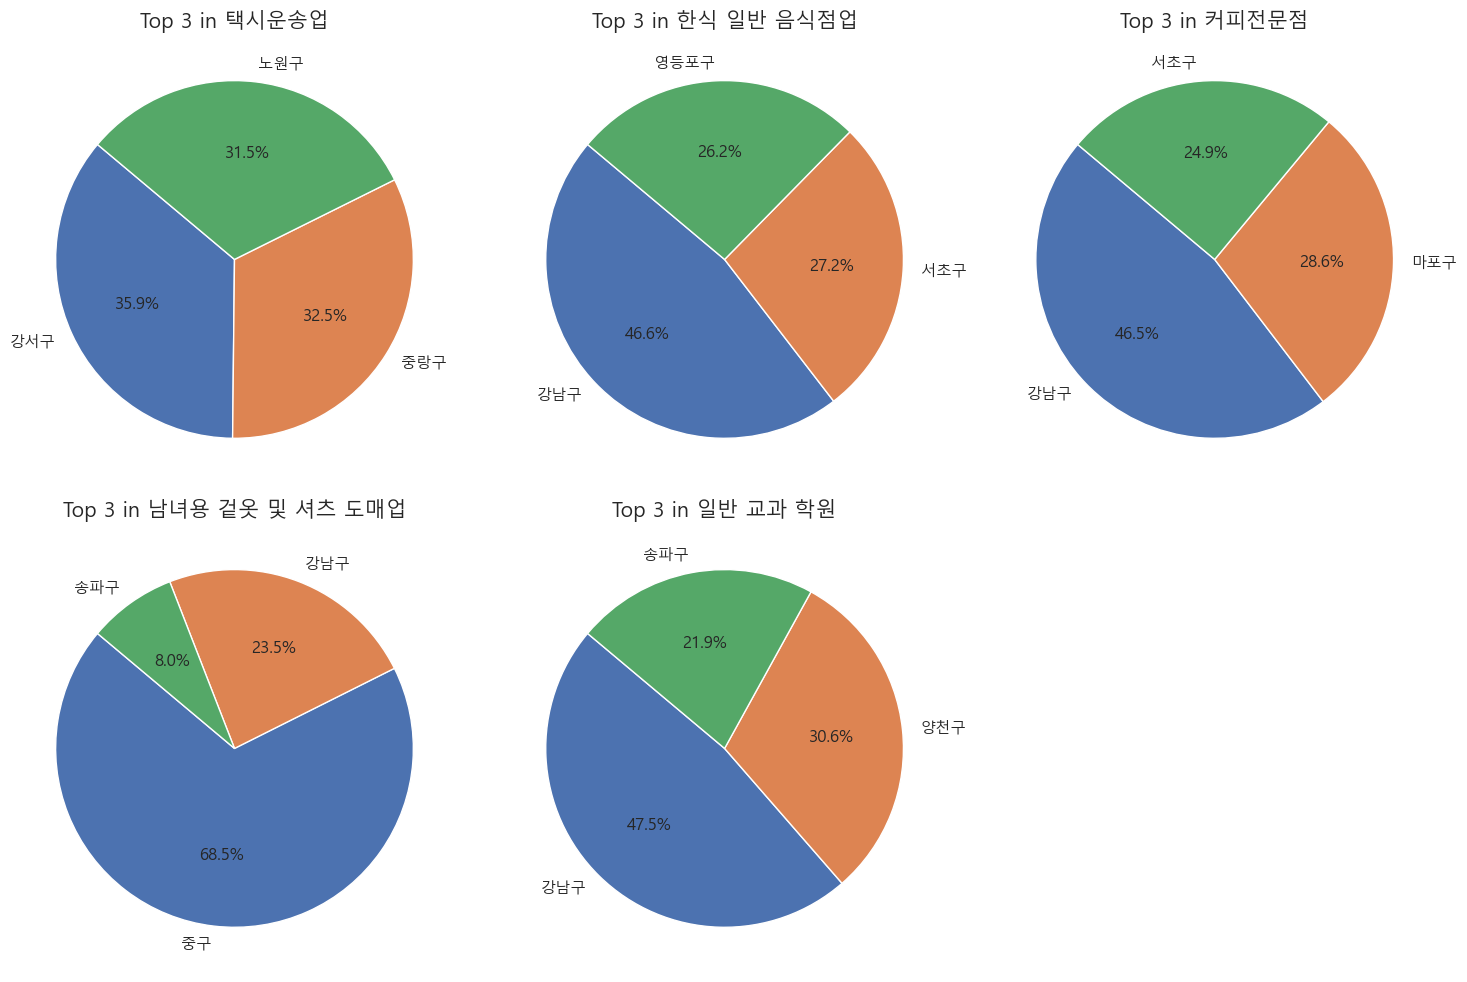 Top 3 in 택시운송업
노원구
31.5%
35.9%
32.5%
강서구
중랑구
Top 3 in 한식 일반 음식점업
영등포구
26.2%
27.2%
서초구
46.6%
강남구
Top 3 in 커피전문점
서초구
24.9%
28.6%
마포구
46.5%
강남구
Top 3 in 남녀용 겉옷 및 셔츠 도매업
강남구
송파구
23.5%
8.0%
68.5%
중구
Top 3 in 일반 교과 학원
송파구
21.9%
양천구
30.6%
47.5%
강남구